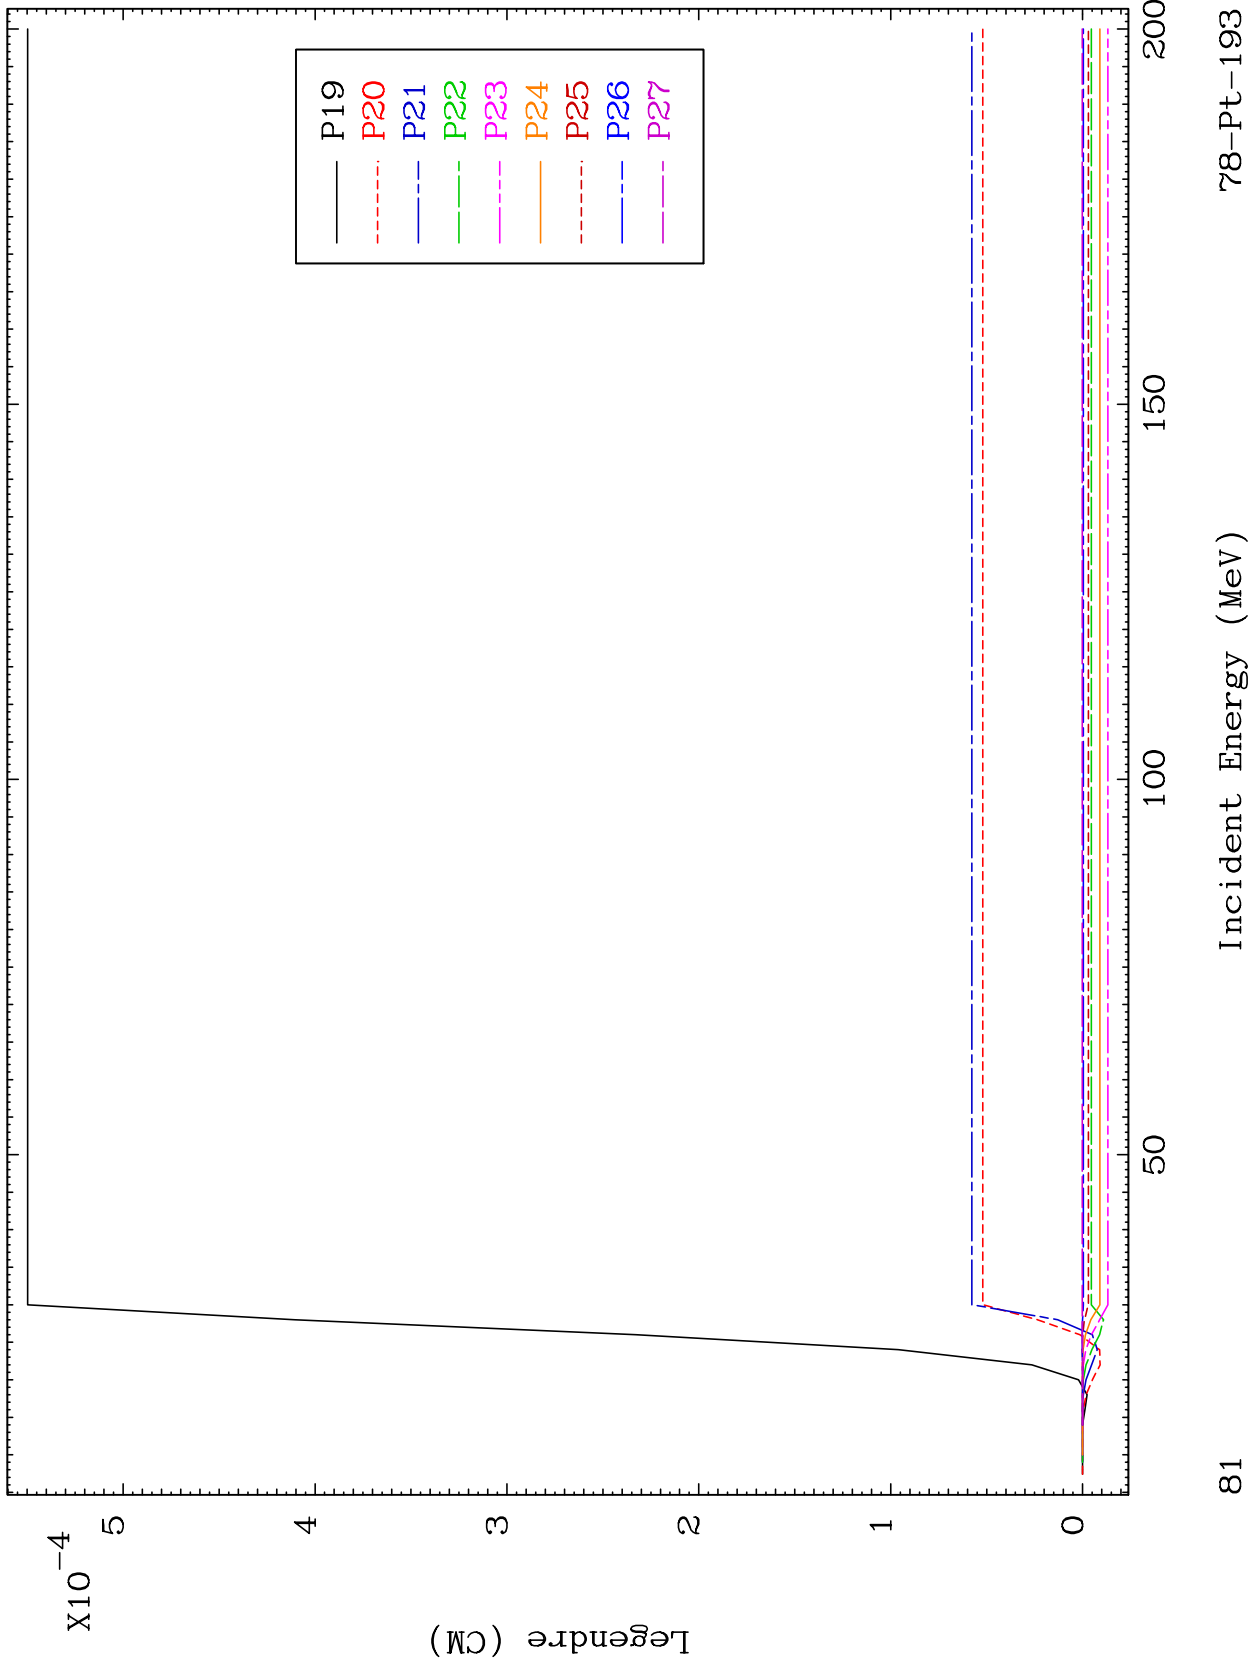 X10-4
5
4
3
2
1
0
Legendre (CM)
P19
P20
P21
P22
P23
P24
P25
P26
P27
50
100
150
200
Incident Energy (MeV)
81
78-Pt-193